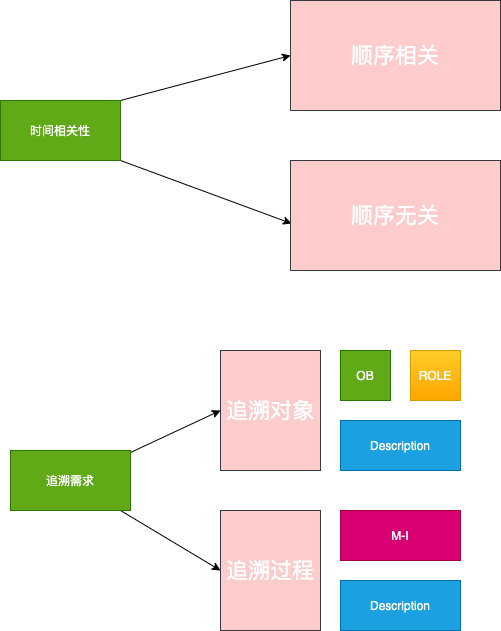 时间相关性
顺序相关
顺序无关
追溯需求
追溯对象
OB
ROLE
Description
追溯过程
M-I
Description